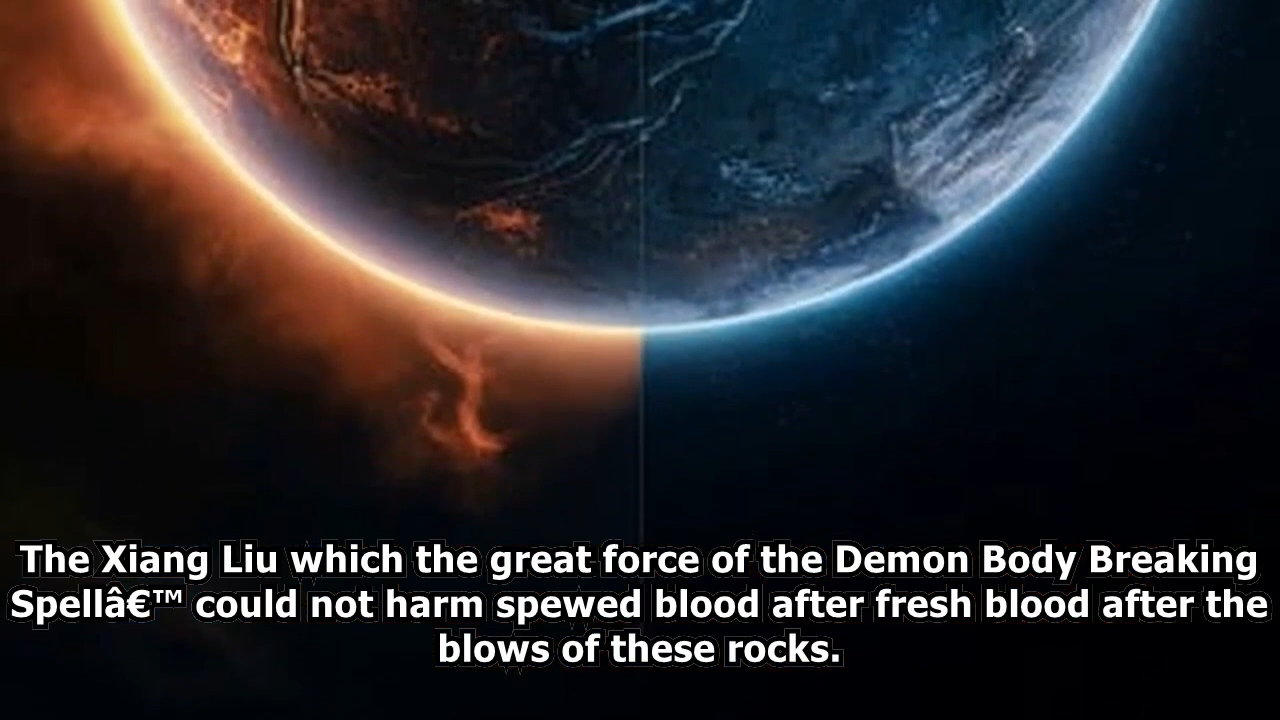 The Xiang Liu which the great force of the Demon Body Breaking
Spellâ€™ could not harm spewed blood after fresh blood after the
blows of these rocks.